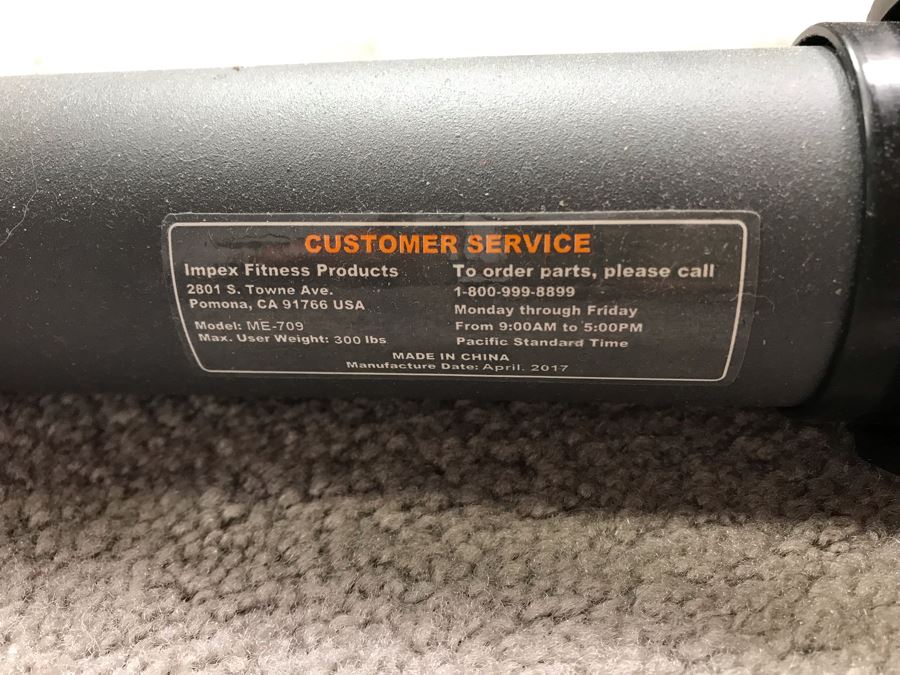 CUSTOMER SERVICE
Impex Fitness Products
2801 S. Towne Ave.
Pomona, CA 91766 USA
Model: ME-709
Max. User Weight: 300 lbs
To order parts, please call
1-800-999-8899
Monday through Friday
From 9:00AM to 5:00PM
Pacific Standard Time
MADE IN CHINA
Manufacture Date: April. 2017